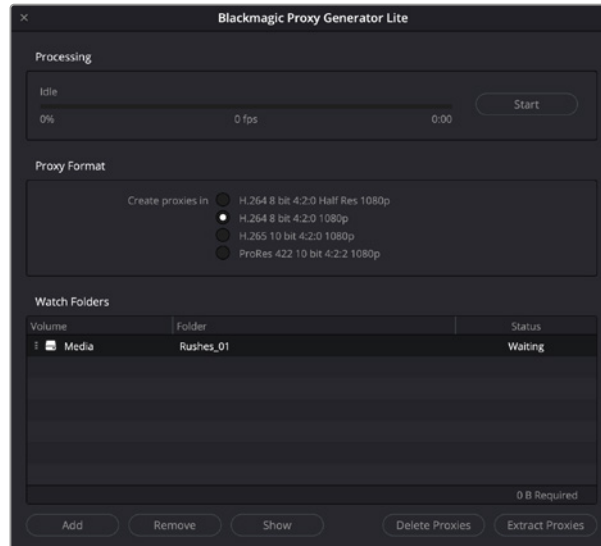 Blackmagic Proxy Generator Lite
Processing
Idle
Start
0% 0 fps 0:00
Proxy Format
Create proxies in H.264 8 bit 4:2:0 Half Res 1080p
H.264 8 bit 4:2:0 1080p
H.265 10 bit 4:2:0 1080p
ProRes 422 10 bit 4:2:2 1080p
Watch Folders
Volume Folder Status
Media Rushes_01 Waiting
0 B Required
Add Remove Show Delete Proxies Extract Proxies